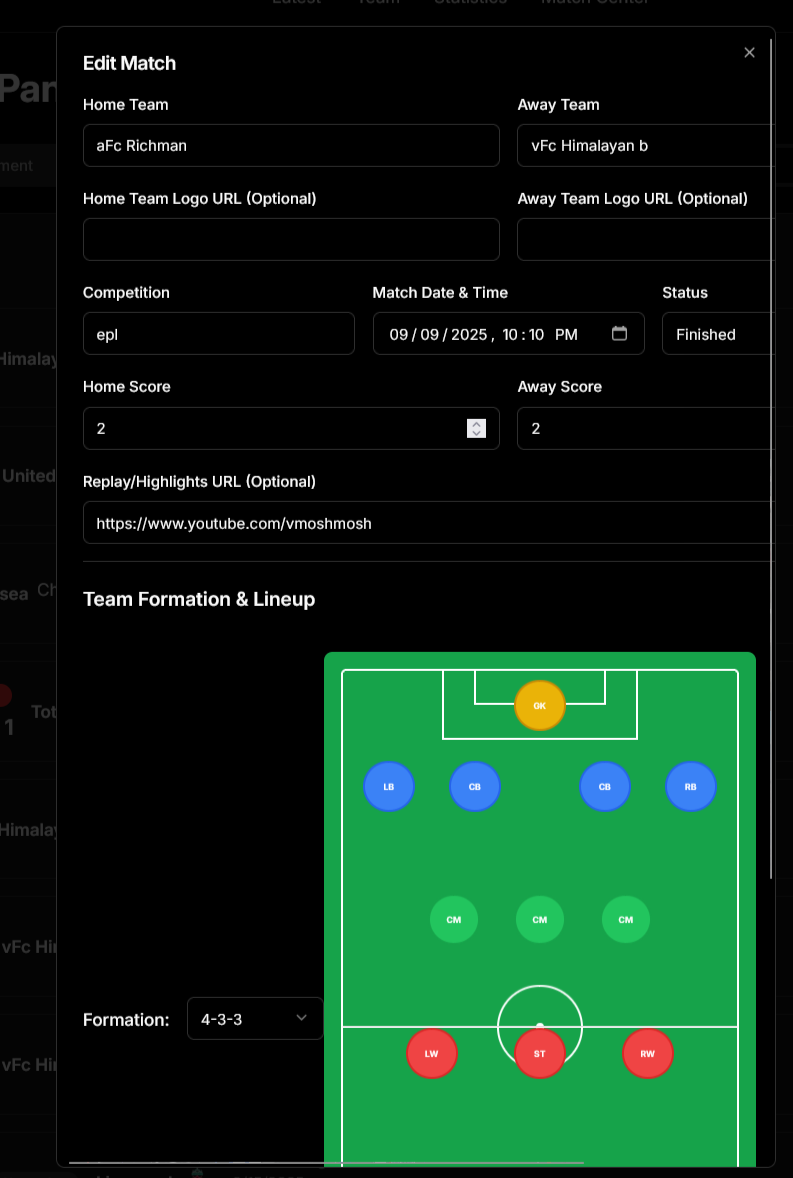 Latest Team Statistics Match Center
Pan
ment
Himalay
United
sea Ch
1 Tot
Himalay
vFc Hir
vFc Hir
Edit Match
Home Team Away Team
aFc Richman vFc Himalayan b
Home Team Logo URL (Optional) Away Team Logo URL (Optional)
Competition Match Date & Time Status
epl 09/09/2025, 10:10 PM Finished
Home Score Away Score
2 2
Replay/Highlights URL (Optional)
https://www.youtube.com/vmoshmosh
Team Formation & Lineup
GK
LB CB CB RB
CM CM CM
Formation: 4-3-3
LW ST RW